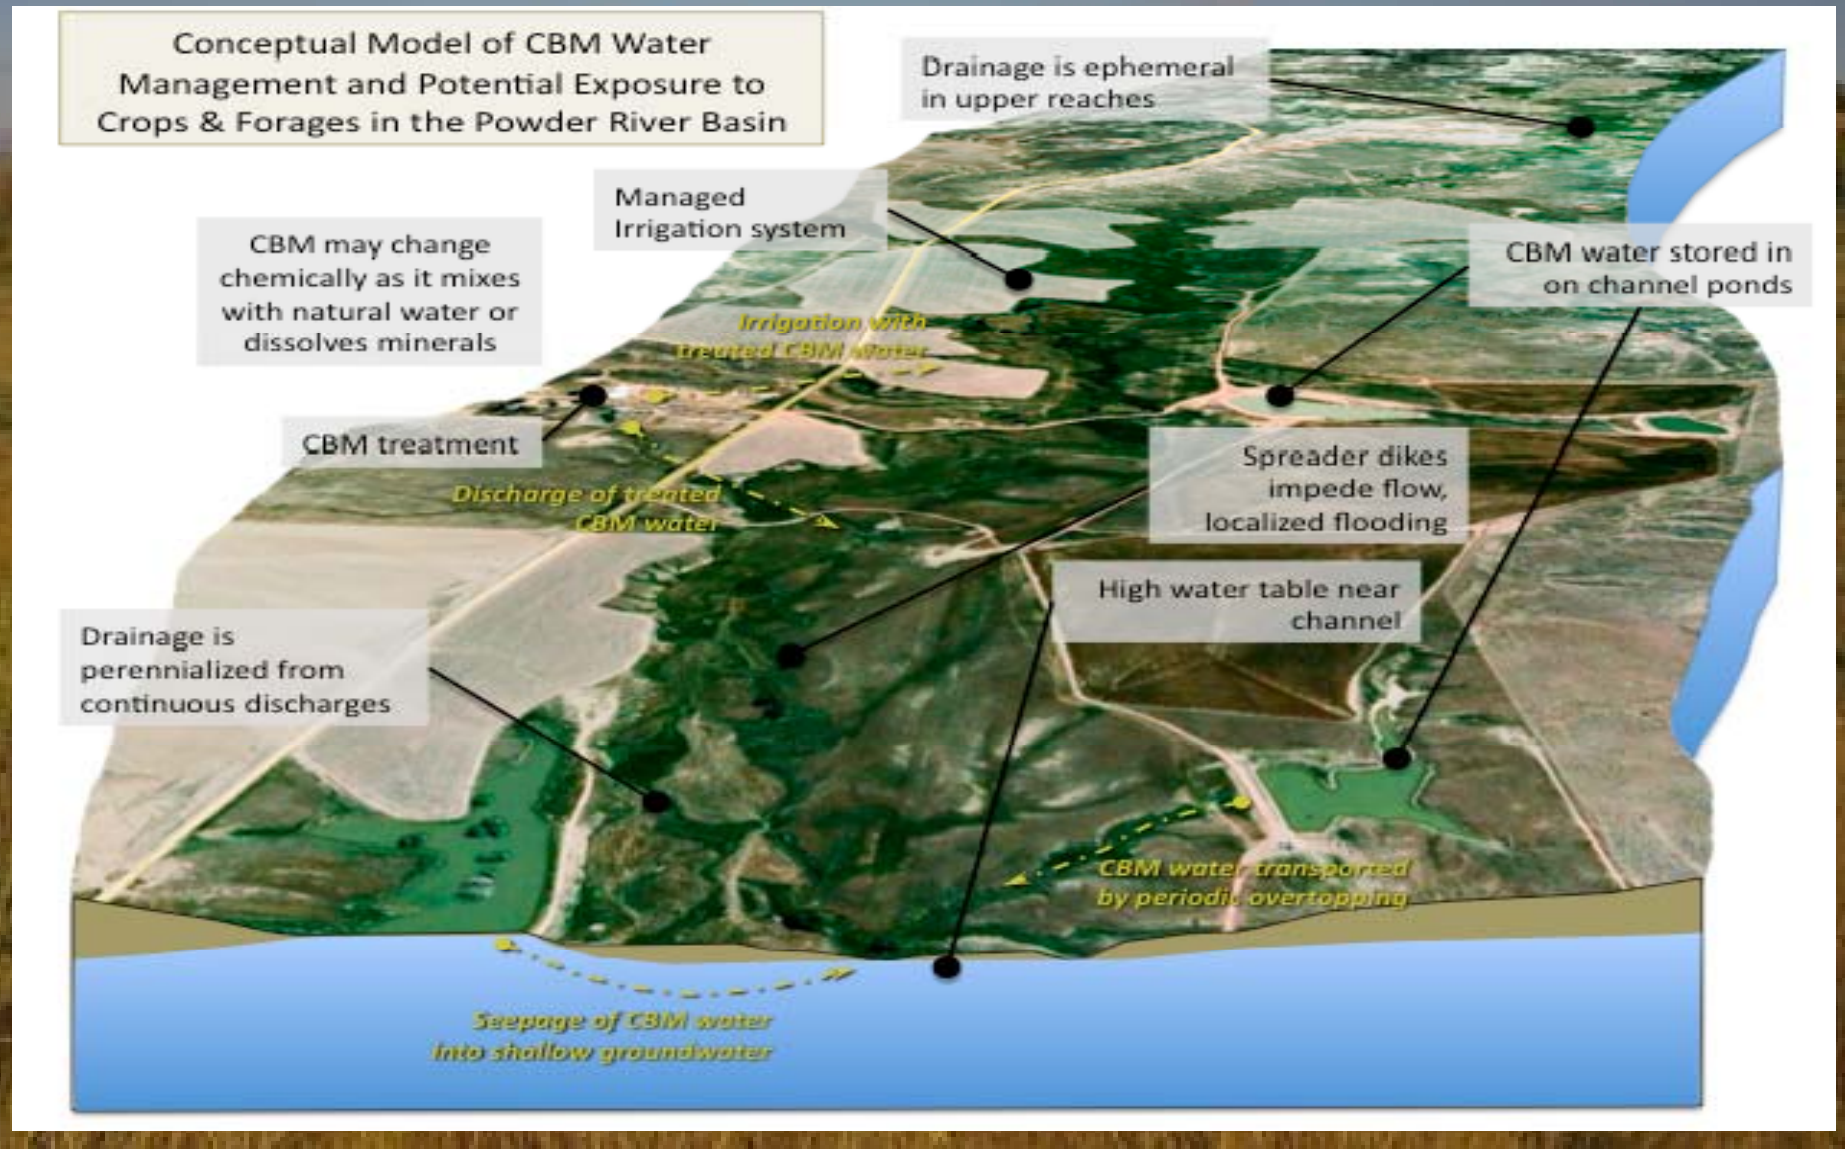 Conceptual Model of CBM Water
Management and Potential Exposure to
Crops & Forages in the Powder River Basin
Drainage is ephemeral
in upper reaches
Managed
Irrigation system
CBM may change
chemically as it mixes
with natural water or
dissolves minerals
CBM water stored in
on channel ponds
Irrigation with
treated CBM water
CBM treatment
Spreader dikes
impede flow,
localized flooding
Discharge of treated
CBM water
High water table near
channel
Drainage is
perennialized from
continuous discharges
CBM water transported
by periodic overtopping
Seepage of CBM water
into shallow groundwater